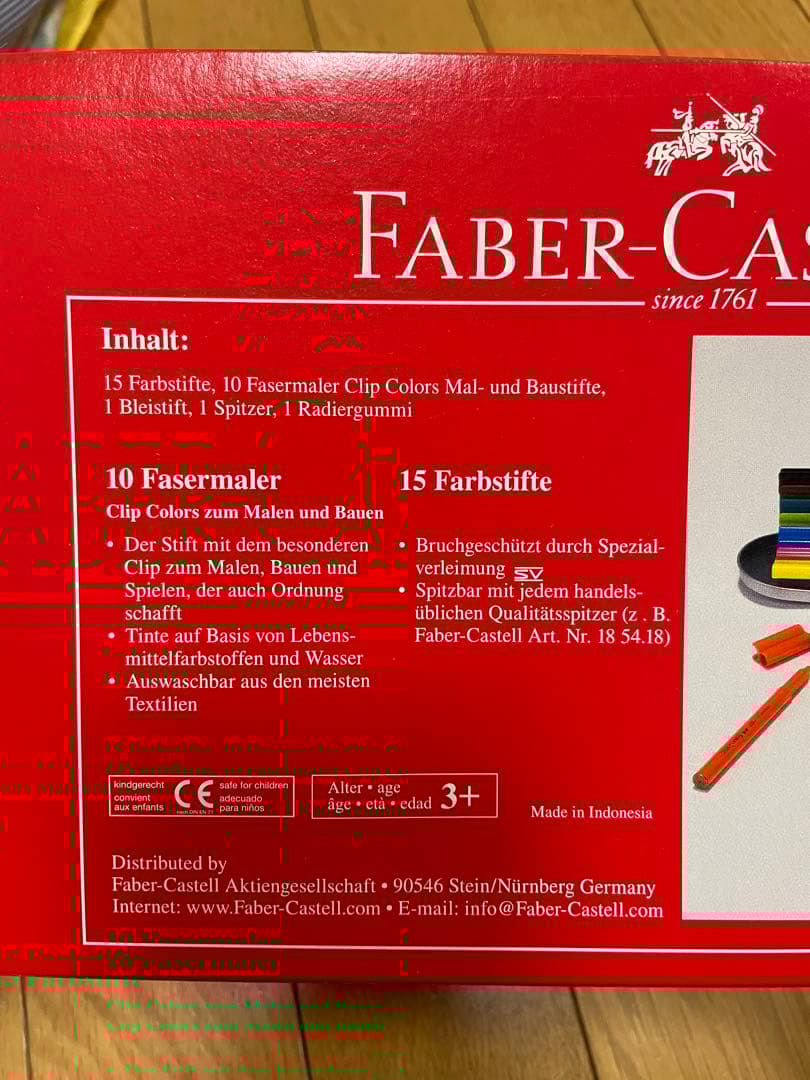 FABER-CAS
since 1761
Inhalt:
15 Farbstifte, 10 Fasermaler Clip Colors Mal- und Baustifte,
1 Bleistift, 1 Spitzer, 1 Radiergummi
10 Fasermaler
Clip Colors zum Malen und Bauen
• Der Stift mit dem besonderen
Clip zum Malen, Bauen und
Spielen, der auch Ordnung
schafft
• Tinte auf Basis von Lebens-
mittelfarbstoffen und Wasser
• Auswaschbar aus den meisten
Textilien
15 Farbstifte
• Bruchgeschützt durch Spezial-
verleimung SV
• Spitzbar mit jedem handels-
üblichen Qualitätsspitzer (z . B.
Faber-Castell Art. Nr. 18 54.18)
kindgerecht
convient
aux enfants
CE
nach DIN EN 71
safe for children
adecuado
para niños
Alter • age
âge • età • edad 3+
Made in Indonesia
Distributed by
Faber-Castell Aktiengesellschaft • 90546 Stein/Nürnberg Germany
Internet: www.Faber-Castell.com • E-mail: info@Faber-Castell.com